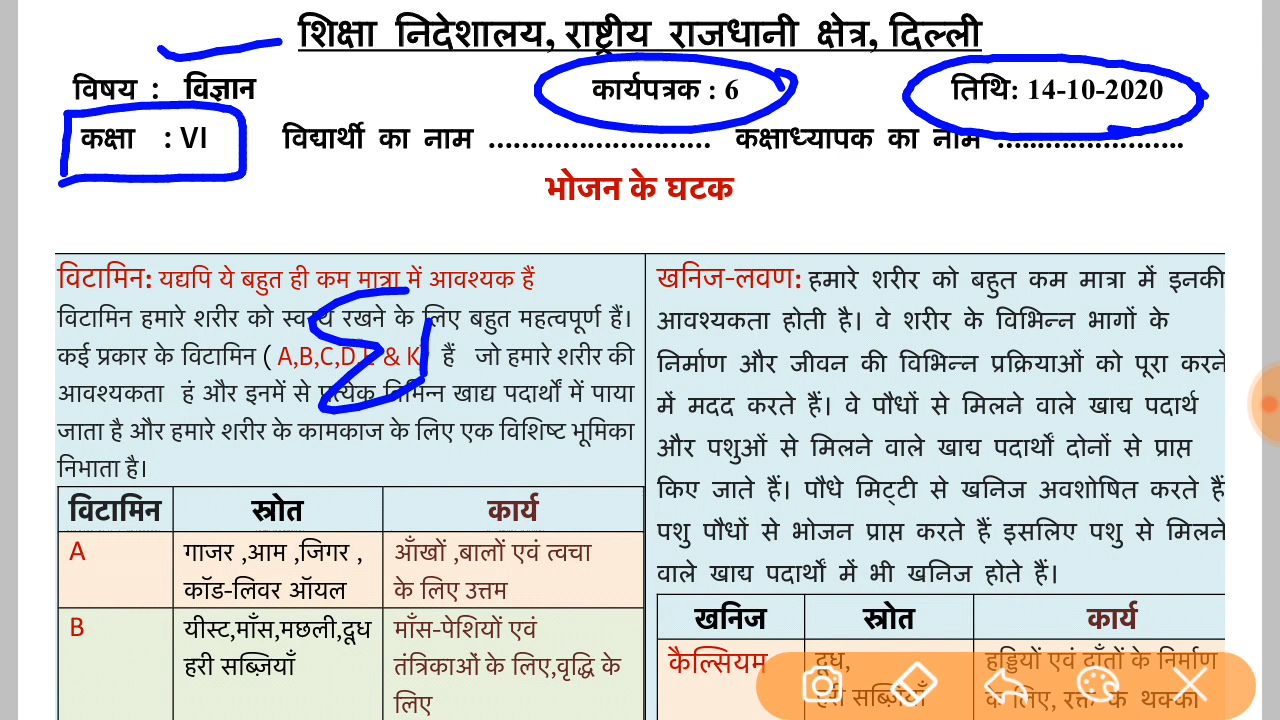 शिक्षा निदेशालय, राष्ट्रीय राजधानी क्षेत्र, दिल्ली
विषय : विज्ञान कार्यपत्रक : 6 तिथि: 14-10-2020
कक्षा : VI विद्यार्थी का नाम ........................... कक्षाध्यापक का नाम .......................
भोजन के घटक
विटामिन: यद्यपि ये बहुत ही कम मात्रा में आवश्यक हैं
विटामिन हमारे शरीर को स्वस्थ रखने के लिए बहुत महत्वपूर्ण हैं।
कई प्रकार के विटामिन ( A,B,C,D,E & K) हैं जो हमारे शरीर की
आवश्यकता हं और इनमें से प्रत्येक विभिन्न खाद्य पदार्थों में पाया
जाता है और हमारे शरीर के कामकाज के लिए एक विशिष्ट भूमिका
निभाता है।
विटामिन स्रोत कार्य
A गाजर ,आम ,जिगर , आँखों ,बालों एवं त्वचा
कॉड-लिवर ऑयल के लिए उत्तम
B यीस्ट,माँस,मछली,दूध माँस-पेशियों एवं
हरी सब्ज़ियाँ तंत्रिकाओं के लिए,वृद्धि के
लिए
खनिज-लवण: हमारे शरीर को बहुत कम मात्रा में इनकी
आवश्यकता होती है। वे शरीर के विभिन्न भागों के
निर्माण और जीवन की विभिन्न प्रक्रियाओं को पूरा करने
में मदद करते हैं। वे पौधों से मिलने वाले खाद्य पदार्थ
और पशुओं से मिलने वाले खाद्य पदार्थों दोनों से प्राप्त
किए जाते हैं। पौधे मिट्टी से खनिज अवशोषित करते हैं
पशु पौधों से भोजन प्राप्त करते हैं इसलिए पशु से मिलने
वाले खाद्य पदार्थों में भी खनिज होते हैं।
खनिज स्रोत कार्य
कैल्सियम दूध, हड्डियों एवं दाँतों के निर्माण
हरी सब्ज़ियाँ के लिए, रक्त के थक्का